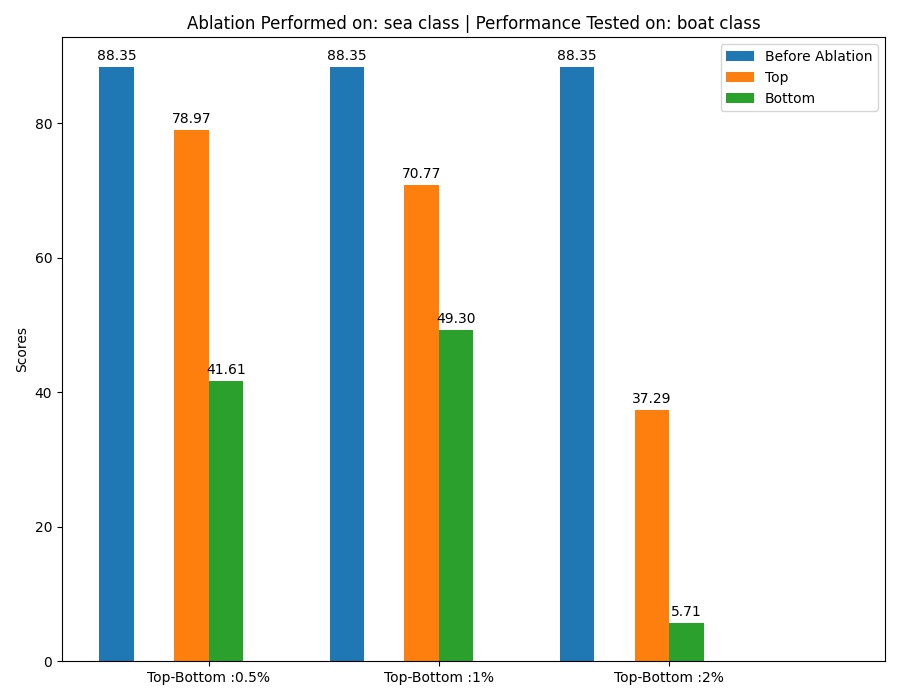 Ablation Performed on: sea class | Performance Tested on: boat class
Before Ablation
Top
Bottom
88.35
78.97
41.61
88.35
70.77
49.30
88.35
37.29
5.71
Scores
80
60
40
20
0
Top-Bottom :0.5%
Top-Bottom :1%
Top-Bottom :2%